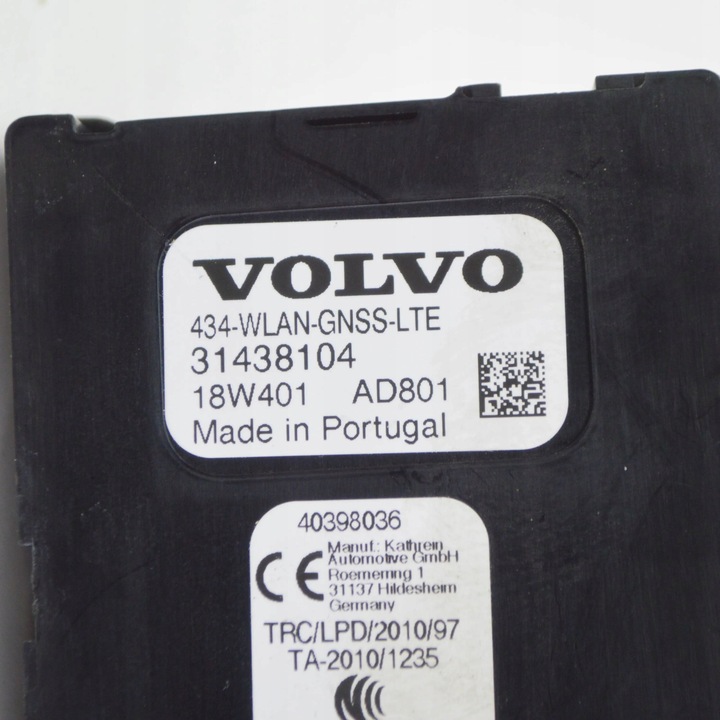 VOLVO
434-WLAN-GNSS-LTE
31438104
18W401 AD801
Made in Portugal
40398036
CE
Manuf.: Kathrein
Automotive GmbH
Roemerring 1
31137 Hildesheim
Germany
TRC/LPD/2010/97
TA-2010/1235